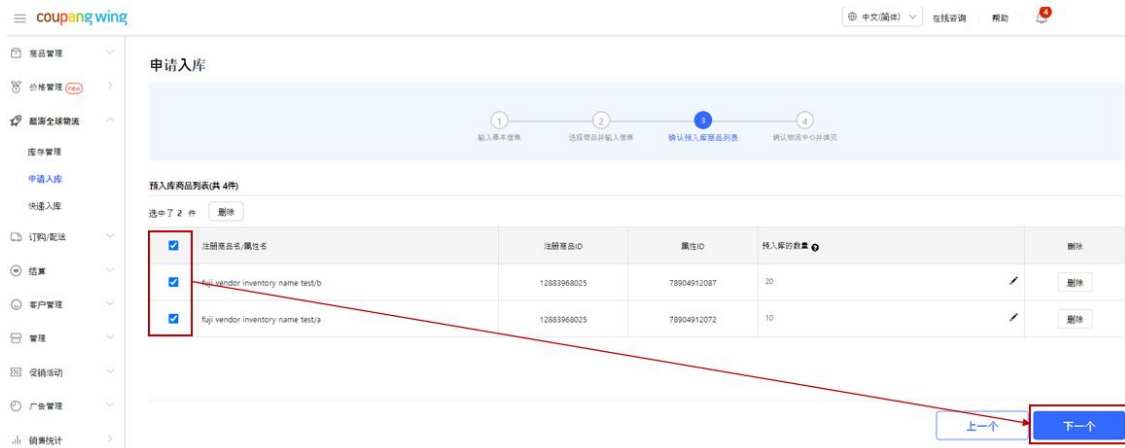 coupang wing
中文(简体)
在线咨询
帮助
4
商品管理
价格管理 new
酷澎全球物流
库存管理
申请入库
快递入库
订购/配送
结算
客户管理
管理
促销活动
广告管理
销售统计
申请入库
1
2
3
4
输入基本信息
选择商品并输入信息
确认预入库商品列表
确认物流中心并提交
预入库商品列表(共 4件)
选中了 2 件 删除
注册商品名/属性名 注册商品ID 属性ID 预入库的数量 ? 删除
fuji vendor inventory name test/b 12883968025 78904912087 20 删除
fuji vendor inventory name test/a 12883968025 78904912072 10 删除
上一个
下一个